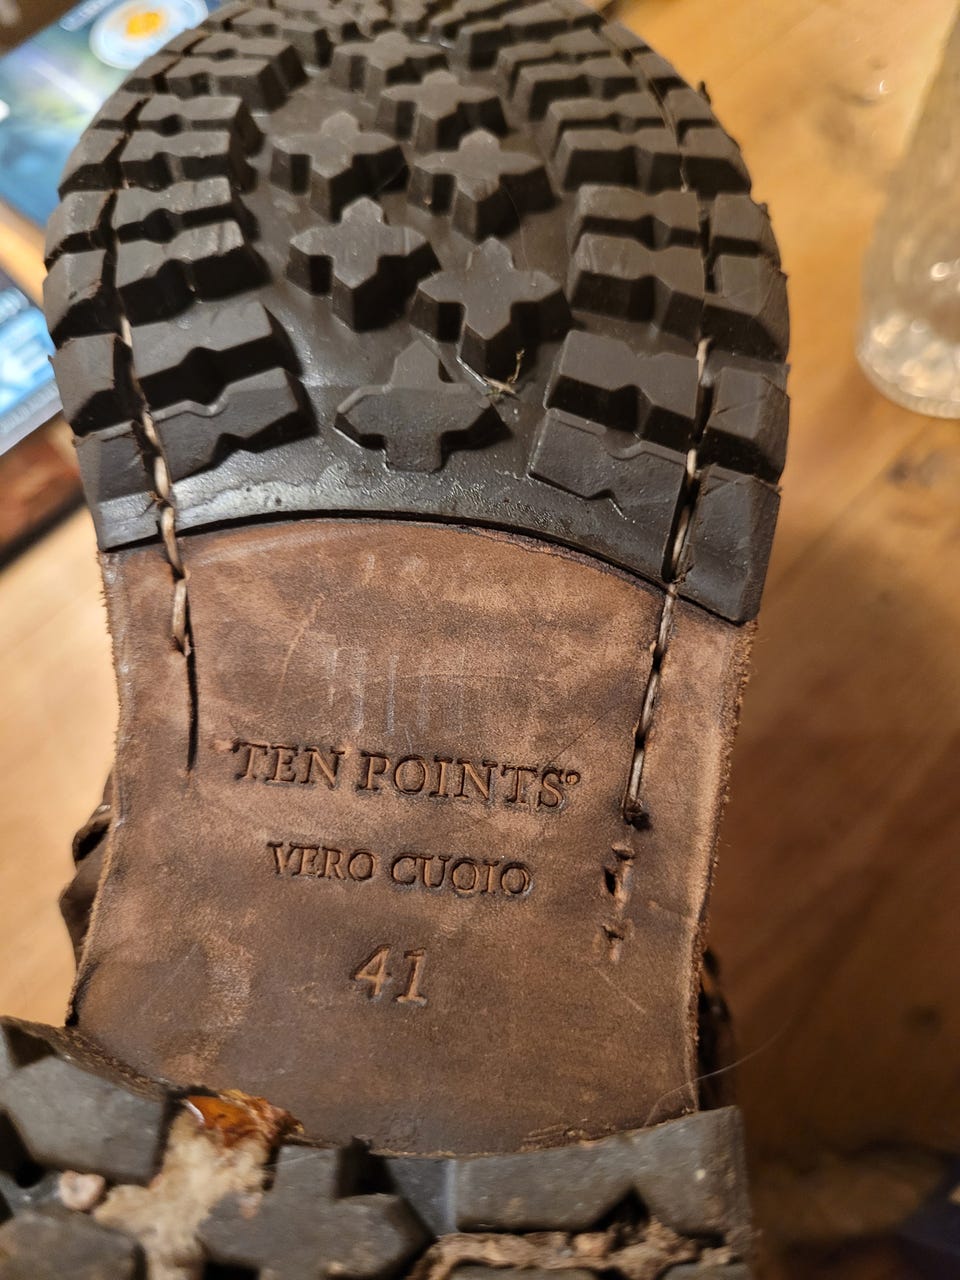 TEN POINTS®
VERO CUOIO
41